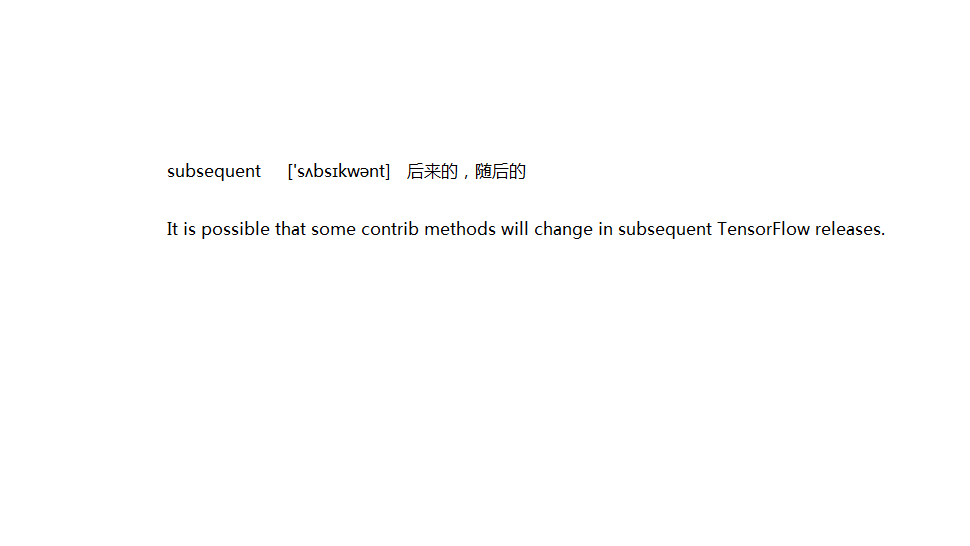 subsequent ['sʌbsɪkwənt] 后来的，随后的
It is possible that some contrib methods will change in subsequent TensorFlow releases.